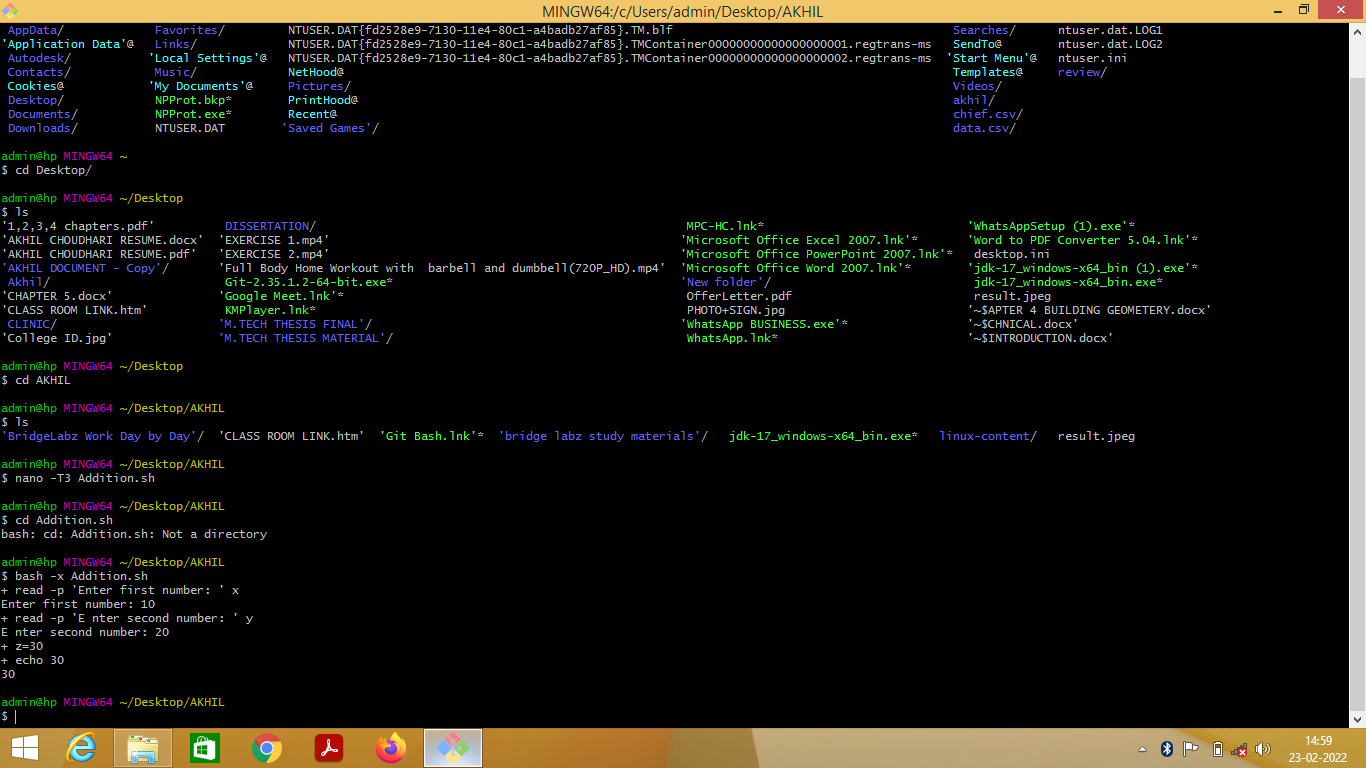 MINGW64:/c/Users/admin/Desktop/AKHIL
AppData/ Favorites/ NTUSER.DAT{fd2528e9-7130-11e4-80c1-a4badb27af85}.TM.blf Searches/ ntuser.dat.LOG1
'Application Data'@ Links/ NTUSER.DAT{fd2528e9-7130-11e4-80c1-a4badb27af85}.TMContainer00000000000000000001.regtrans-ms SendTo@ ntuser.dat.LOG2
Autodesk/ 'Local Settings'@ NTUSER.DAT{fd2528e9-7130-11e4-80c1-a4badb27af85}.TMContainer00000000000000000002.regtrans-ms 'Start Menu'@ ntuser.ini
Contacts/ Music/ NetHood@ Templates@ review/
Cookies@ 'My Documents'@ Pictures/ Videos/
Desktop/ NPProt.bkp* PrintHood@ akhil/
Documents/ NPProt.exe* Recent@ chief.csv/
Downloads/ NTUSER.DAT 'Saved Games'/ data.csv/
admin@hp MINGW64 ~
$ cd Desktop/
admin@hp MINGW64 ~/Desktop
$ ls
'1,2,3,4 chapters.pdf' DISSERTATION/ MPC-HC.lnk* 'WhatsAppSetup (1).exe'*
'AKHIL CHOUDHARI RESUME.docx' 'EXERCISE 1.mp4' 'Microsoft Office Excel 2007.lnk'* 'Word to PDF Converter 5.04.lnk'*
'AKHIL CHOUDHARI RESUME.pdf' 'EXERCISE 2.mp4' 'Microsoft Office PowerPoint 2007.lnk'* desktop.ini
'AKHIL DOCUMENT - Copy'/ 'Full Body Home Workout with  barbell and dumbbell(720P_HD).mp4' 'Microsoft Office Word 2007.lnk'* 'jdk-17_windows-x64_bin (1).exe'*
Akhil/ Git-2.35.1.2-64-bit.exe* 'New folder'/ jdk-17_windows-x64_bin.exe*
'CHAPTER 5.docx' 'Google Meet.lnk'* OfferLetter.pdf result.jpeg
'CLASS ROOM LINK.htm' KMPlayer.lnk* PHOTO+SIGN.jpg '~$APTER 4 BUILDING GEOMETERY.docx'
CLINIC/ 'M.TECH THESIS FINAL'/ 'WhatsApp BUSINESS.exe'* '~$CHNICAL.docx'
'College ID.jpg' 'M.TECH THESIS MATERIAL'/ WhatsApp.lnk* '~$INTRODUCTION.docx'
admin@hp MINGW64 ~/Desktop
$ cd AKHIL
admin@hp MINGW64 ~/Desktop/AKHIL
$ ls
'BridgeLabz Work Day by Day'/ 'CLASS ROOM LINK.htm' 'Git Bash.lnk'* 'bridge labz study materials'/ jdk-17_windows-x64_bin.exe* linux-content/ result.jpeg
admin@hp MINGW64 ~/Desktop/AKHIL
$ nano -T3 Addition.sh
admin@hp MINGW64 ~/Desktop/AKHIL
$ cd Addition.sh
bash: cd: Addition.sh: Not a directory
admin@hp MINGW64 ~/Desktop/AKHIL
$ bash -x Addition.sh
+ read -p 'Enter first number: ' x
Enter first number: 10
+ read -p 'E nter second number: ' y
E nter second number: 20
+ z=30
+ echo 30
30
admin@hp MINGW64 ~/Desktop/AKHIL
$
14:59
23-02-2022